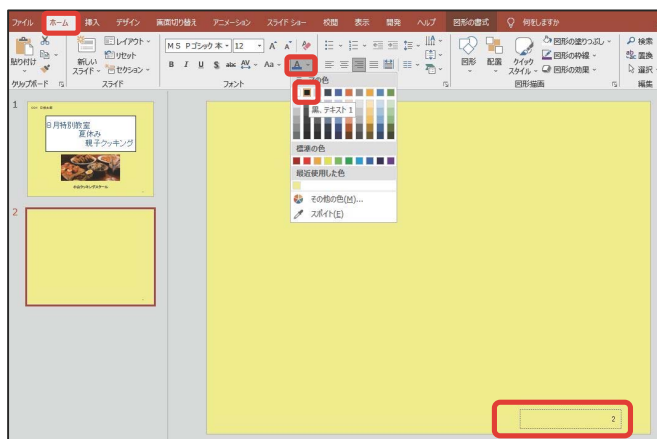 ファイル ホーム 挿入 デザイン 画面切り替え アニメーション スライド ショー 校閲 表示 開発 ヘルプ 図形の書式 何をしますか
貼り付け
新しい
スライド
レイアウト
リセット
セクション
ＭＳ Ｐゴシック 本 12
B I U S abc AV Aa A
図形 配置 クイック
スタイル
図形の塗りつぶし
図形の枠線
図形の効果
検索
置換
選択
クリップボード スライド フォント 図形描画 編集
の色
黒、テキスト 1
標準の色
最近使用した色
その他の色(M)...
スポイト(E)
1
8月特別教室
夏休み
親子クッキング
2
2